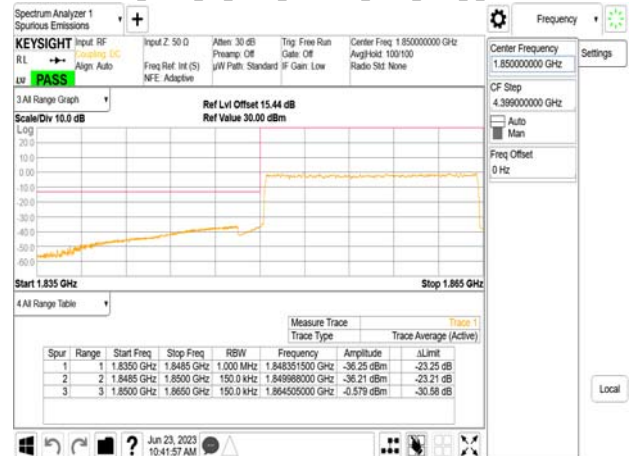 Spectrum Analyzer 1
Spurious Emissions
Frequency
KEYSIGHT Input: RF Input Z: 50 Ω Atten: 30 dB Trig: Free Run Center Freq: 1.850000000 GHz
RL Coupling: DC Preamp: Off Gate: Off Avg|Hold: 100/100
Align: Auto Freq Ref: Int (S) µW Path: Standard IF Gain: Low Radio Std: None
PASS NFE: Adaptive
3 All Range Graph
Ref Lvl Offset 15.44 dB
Scale/Div 10.0 dB Ref Value 30.00 dBm
Log
20.0
10.0
0.00
-10.0
-20.0
-30.0
-40.0
-50.0
-60.0
Start 1.835 GHz Stop 1.865 GHz
4 All Range Table
Measure Trace Trace 1
Trace Type Trace Average (Active)
Spur Range Start Freq Stop Freq RBW Frequency Amplitude ΔLimit
1 1 1.8350 GHz 1.8485 GHz 1.000 MHz 1.848351500 GHz -36.25 dBm -23.25 dB
2 2 1.8485 GHz 1.8500 GHz 150.0 kHz 1.849988000 GHz -36.21 dBm -23.21 dB
3 3 1.8500 GHz 1.8650 GHz 150.0 kHz 1.864505000 GHz -0.579 dBm -30.58 dB
Jun 23, 2023
10:41:57 AM
Center Frequency
1.850000000 GHz
Settings
CF Step
4.399000000 GHz
Auto
Man
Freq Offset
0 Hz
Local